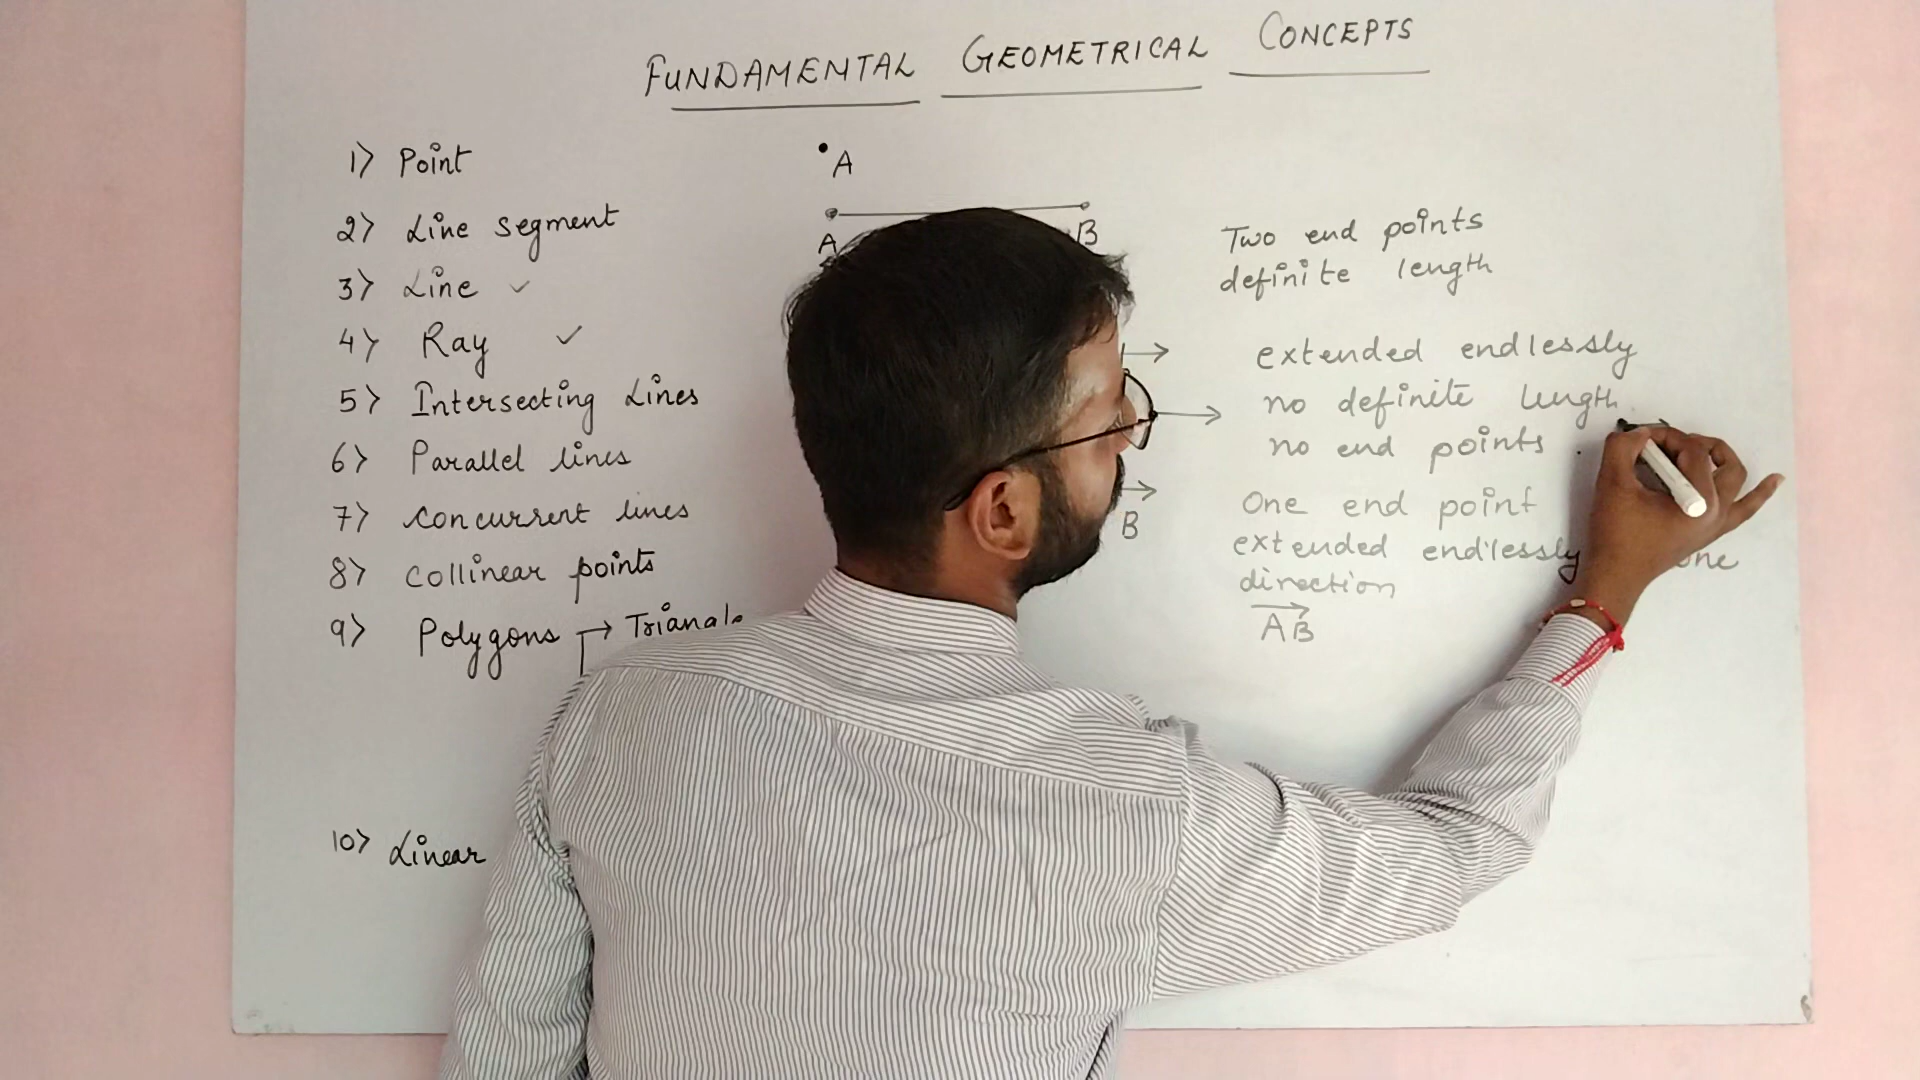 FUNDAMENTAL GEOMETRICAL CONCEPTS
1) Point
A
2) Line segment
A B
Two end points
definite length
3) Line ✓
extended endlessly
no definite length
no end points
4) Ray ✓
B
One end point
extended endlessly one
direction
AB
5) Intersecting Lines
6) Parallel lines
7) concurrent lines
8) collinear points
9) Polygons → Triangle
10) Linear